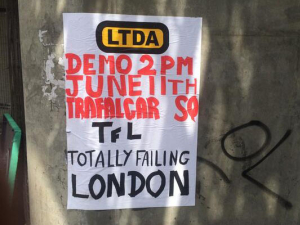 LTDA
DEMO 2PM
JUNE 11TH
TRAFALGAR SQ
TFL
TOTALLY FAILING
LONDON